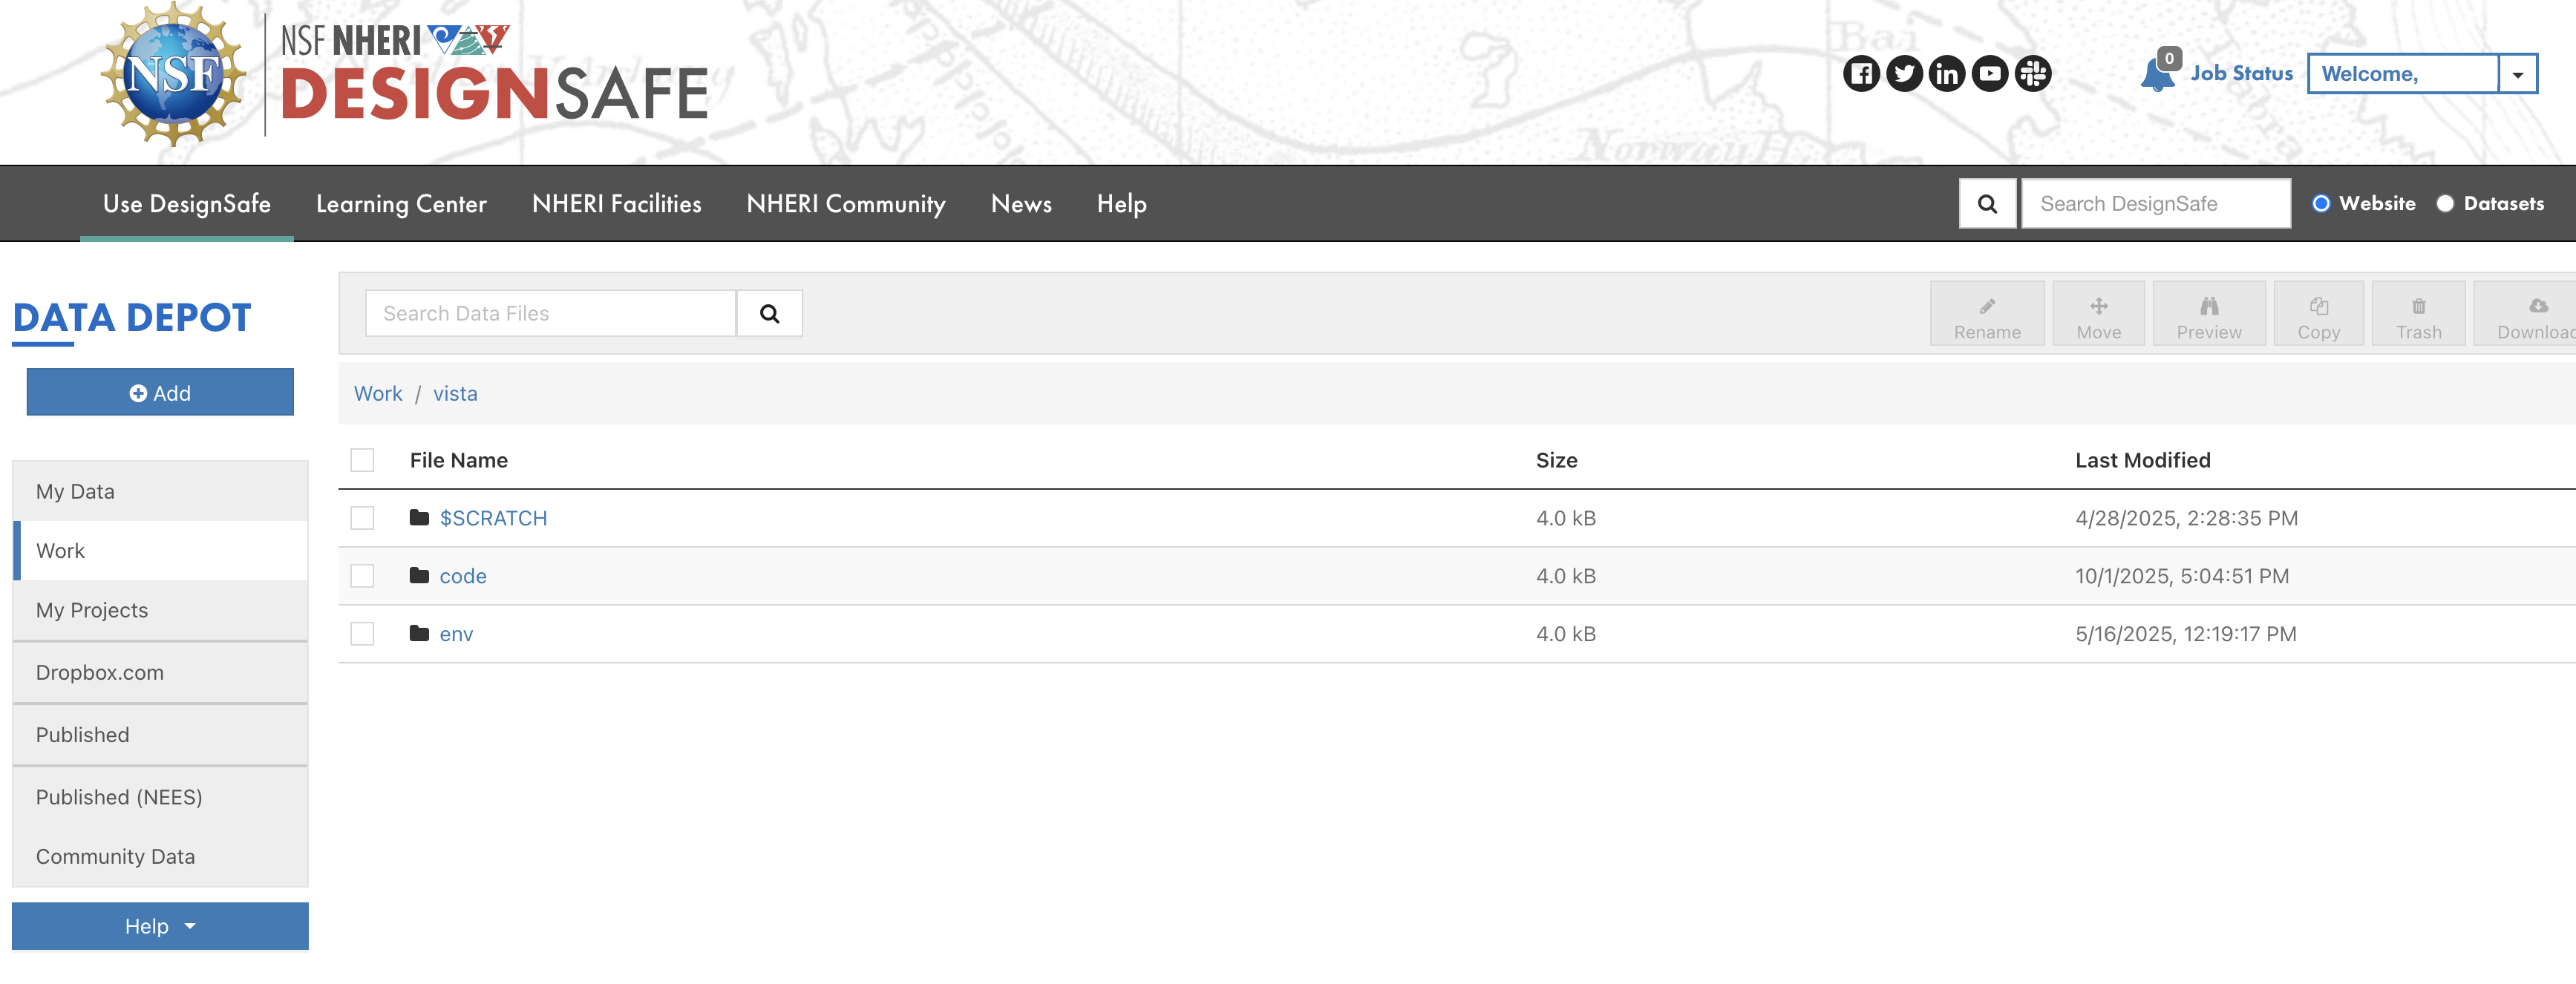 NSF
NSF NHERI
DESIGNSAFE
0
Job Status
Welcome,
Use DesignSafe
Learning Center
NHERI Facilities
NHERI Community
News
Help
Search DesignSafe
Website
Datasets
DATA DEPOT
Add
My Data
Work
My Projects
Dropbox.com
Published
Published (NEES)
Community Data
Help
Search Data Files
Rename
Move
Preview
Copy
Trash
Downloac
Work / vista
File Name Size Last Modified
$SCRATCH 4.0 kB 4/28/2025, 2:28:35 PM
code 4.0 kB 10/1/2025, 5:04:51 PM
env 4.0 kB 5/16/2025, 12:19:17 PM
Bai
Norway H